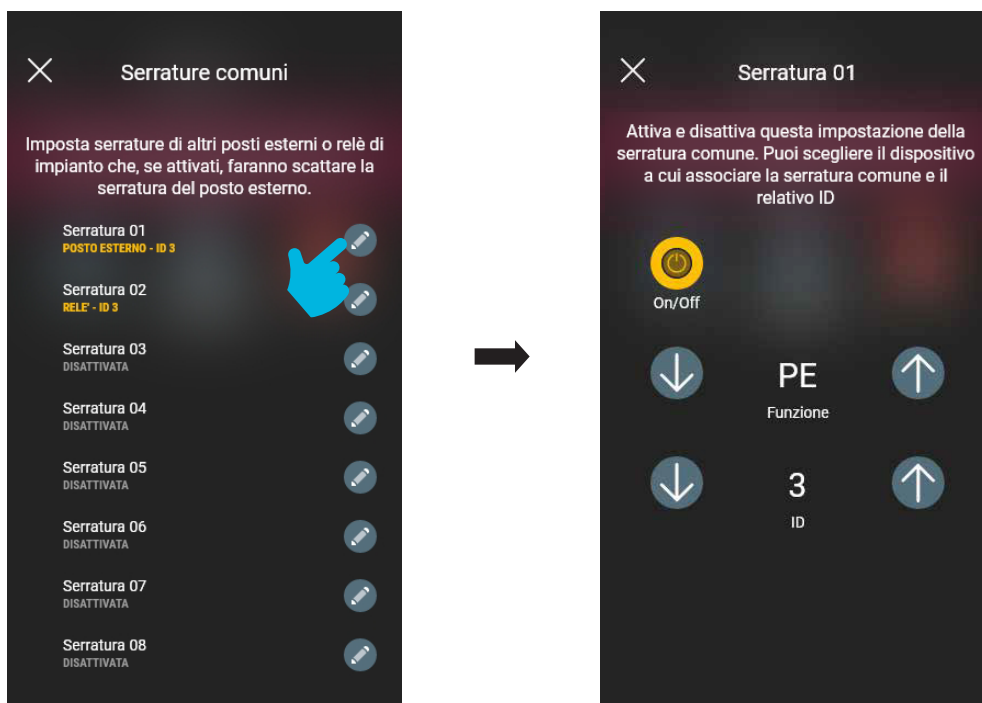 Serrature comuni
Imposta serrature di altri posti esterni o relè di
impianto che, se attivati, faranno scattare la
serratura del posto esterno.
Serratura 01
POSTO ESTERNO - ID 3
Serratura 02
RELE' - ID 3
Serratura 03
DISATTIVATA
Serratura 04
DISATTIVATA
Serratura 05
DISATTIVATA
Serratura 06
DISATTIVATA
Serratura 07
DISATTIVATA
Serratura 08
DISATTIVATA
Serratura 01
Attiva e disattiva questa impostazione della
serratura comune. Puoi scegliere il dispositivo
a cui associare la serratura comune e il
relativo ID
On/Off
PE
Funzione
3
ID